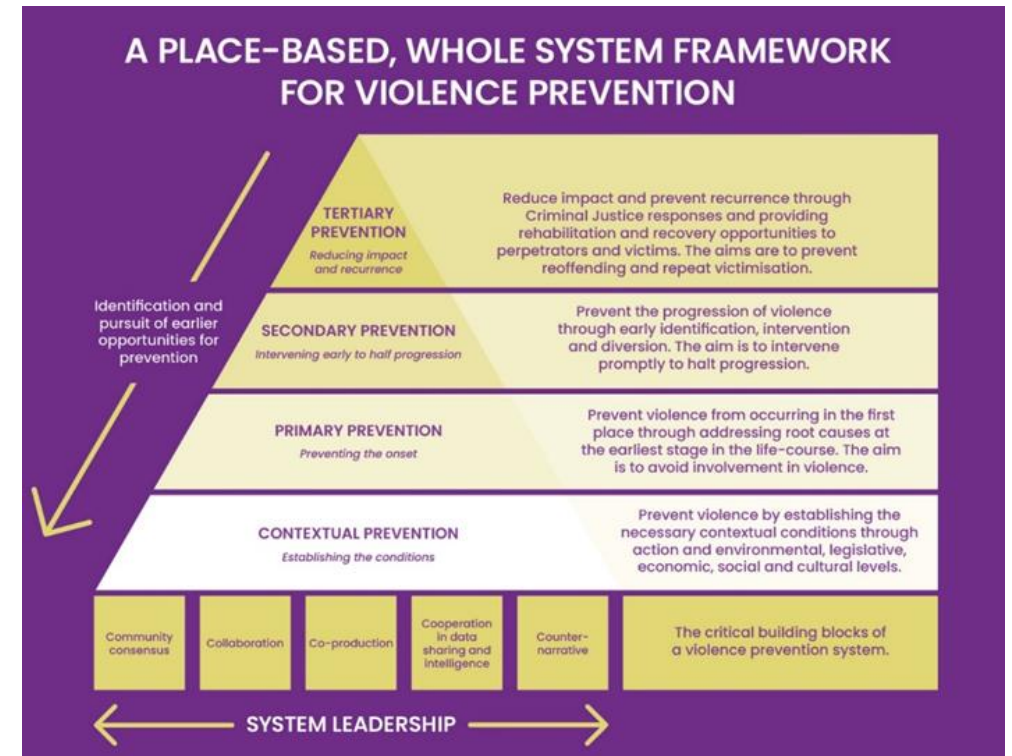 A PLACE-BASED, WHOLE SYSTEM FRAMEWORK
FOR VIOLENCE PREVENTION
TERTIARY
PREVENTION
Reducing impact
and recurrence
Reduce impact and prevent recurrence through
Criminal Justice responses and providing
rehabilitation and recovery opportunities to
perpetrators and victims. The aims are to prevent
reoffending and repeat victimisation.
Identification and
pursuit of earlier
opportunities for
prevention
SECONDARY PREVENTION
Intervening early to half progression
Prevent the progression of violence
through early identification, intervention
and diversion. The aim is to intervene
promptly to halt progression.
PRIMARY PREVENTION
Preventing the onset
Prevent violence from occurring in the first
place through addressing root causes at
the earliest stage in the life-course. The aim
is to avoid involvement in violence.
CONTEXTUAL PREVENTION
Establishing the conditions
Prevent violence by establishing the
necessary contextual conditions through
action and environmental, legislative,
economic, social and cultural levels.
Community
consensus
Collaboration
Co-production
Cooperation
in data
sharing and
intelligence
Counter-
narrative
The critical building blocks of
a violence prevention system.
SYSTEM LEADERSHIP